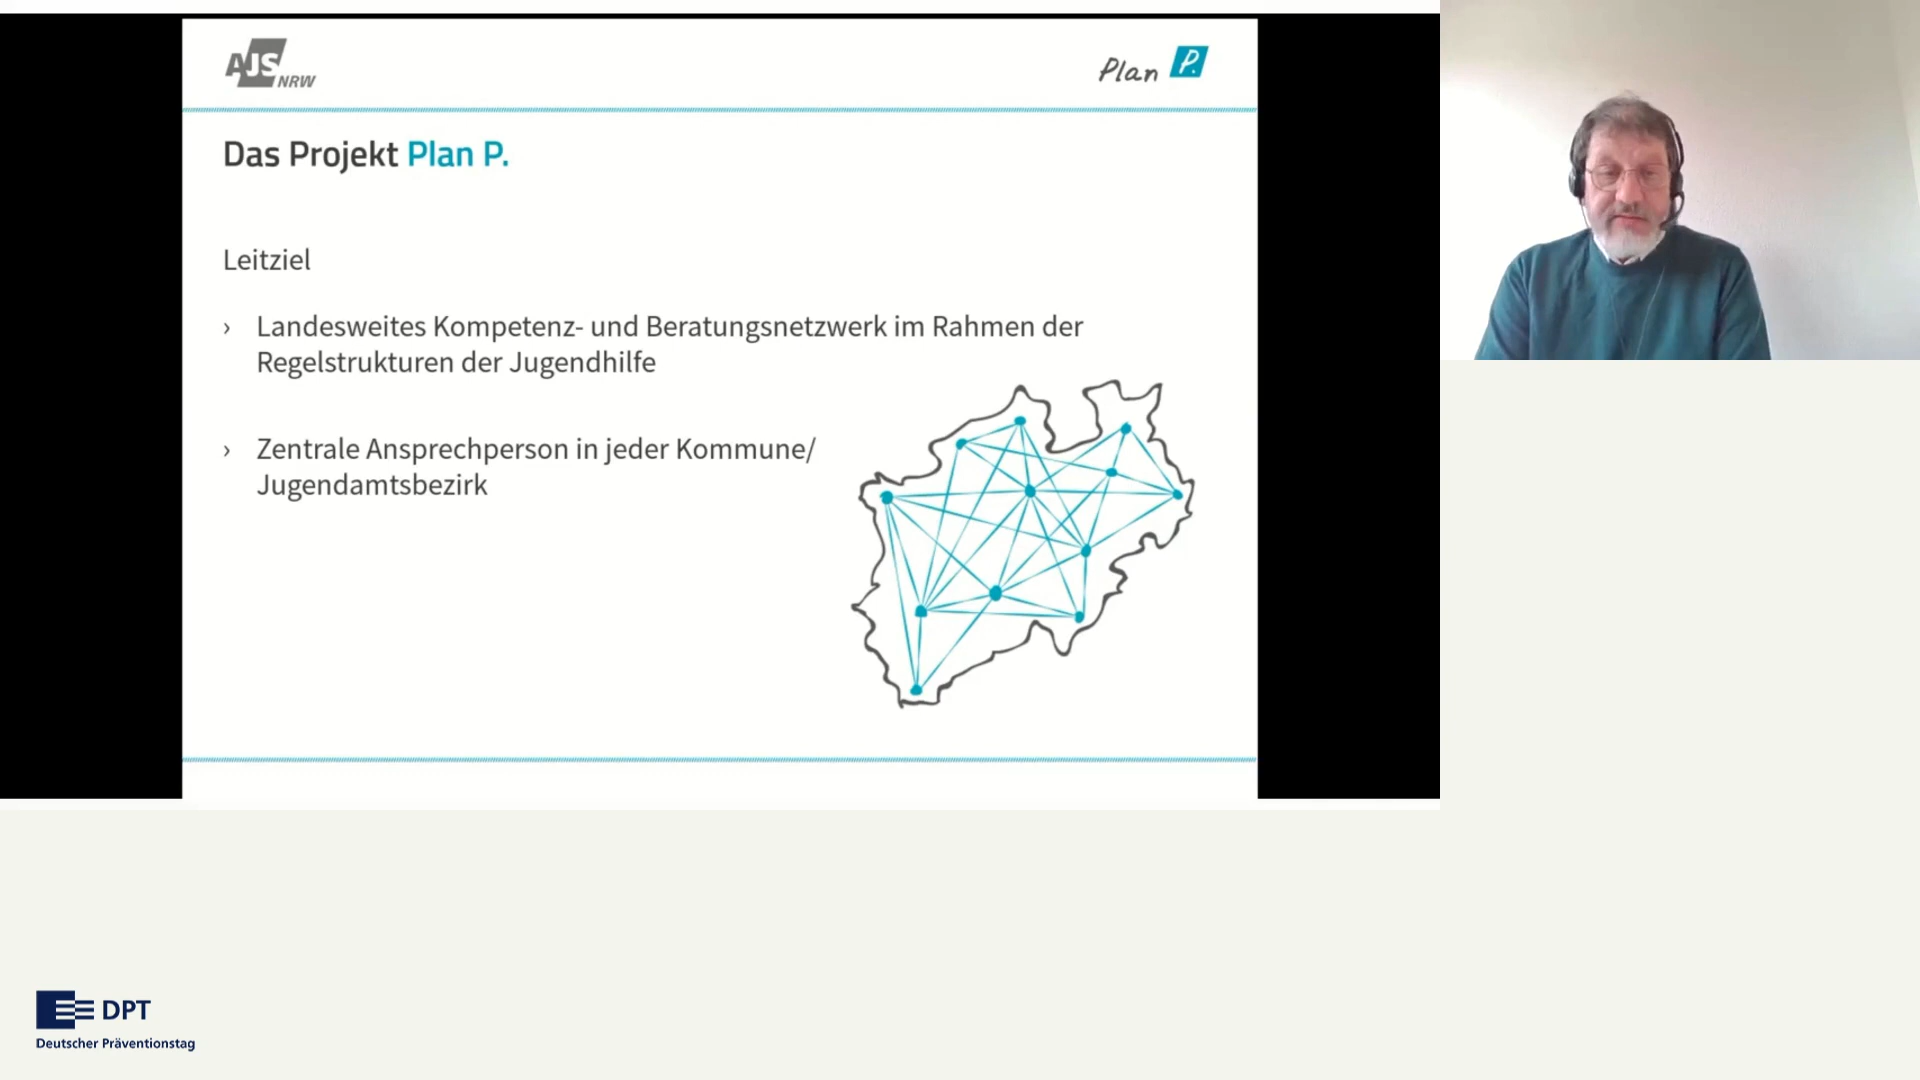 AJS NRW
Plan P.
Das Projekt Plan P.
Leitziel
› Landesweites Kompetenz- und Beratungsnetzwerk im Rahmen der
Regelstrukturen der Jugendhilfe
› Zentrale Ansprechperson in jeder Kommune/
Jugendamtsbezirk
DPT
Deutscher Präventionstag